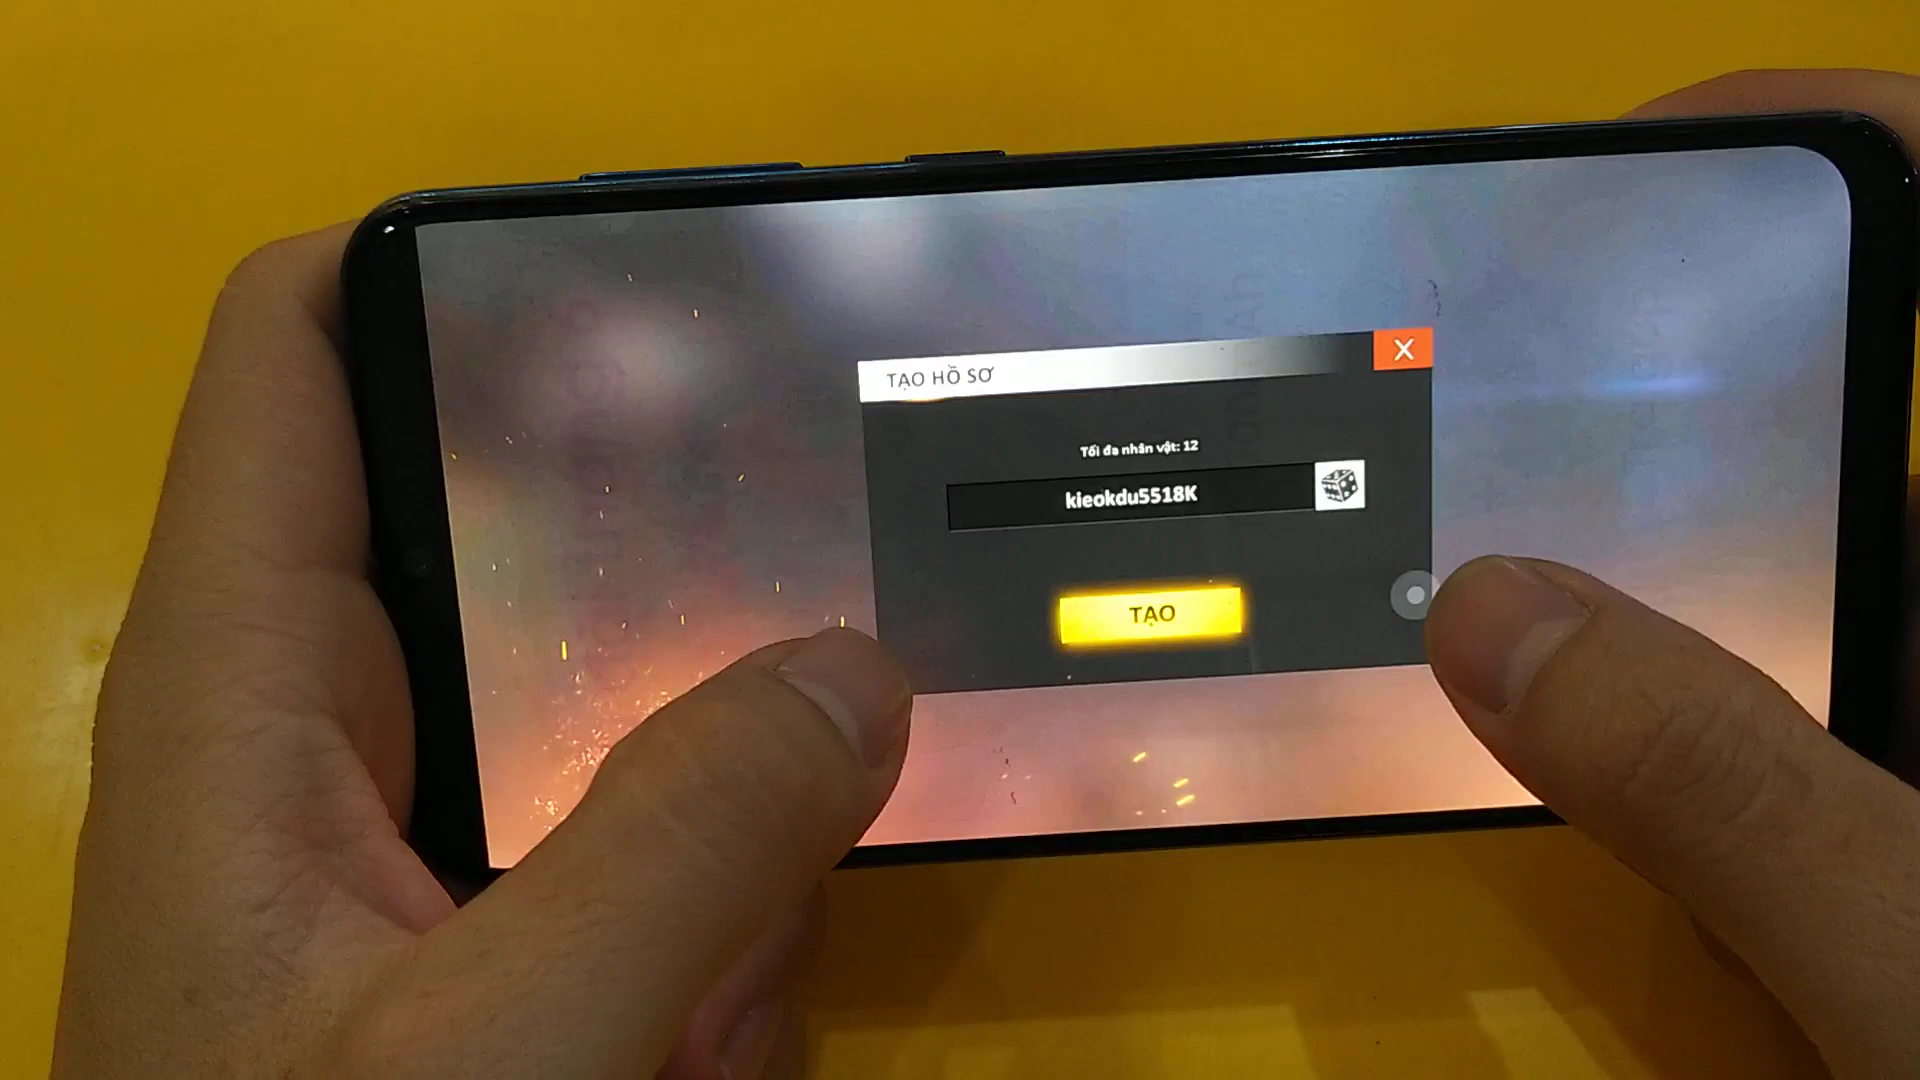 TẠO HỒ SƠ
X
Tối đa nhân vật: 12
kieokdu5518K
TẠO